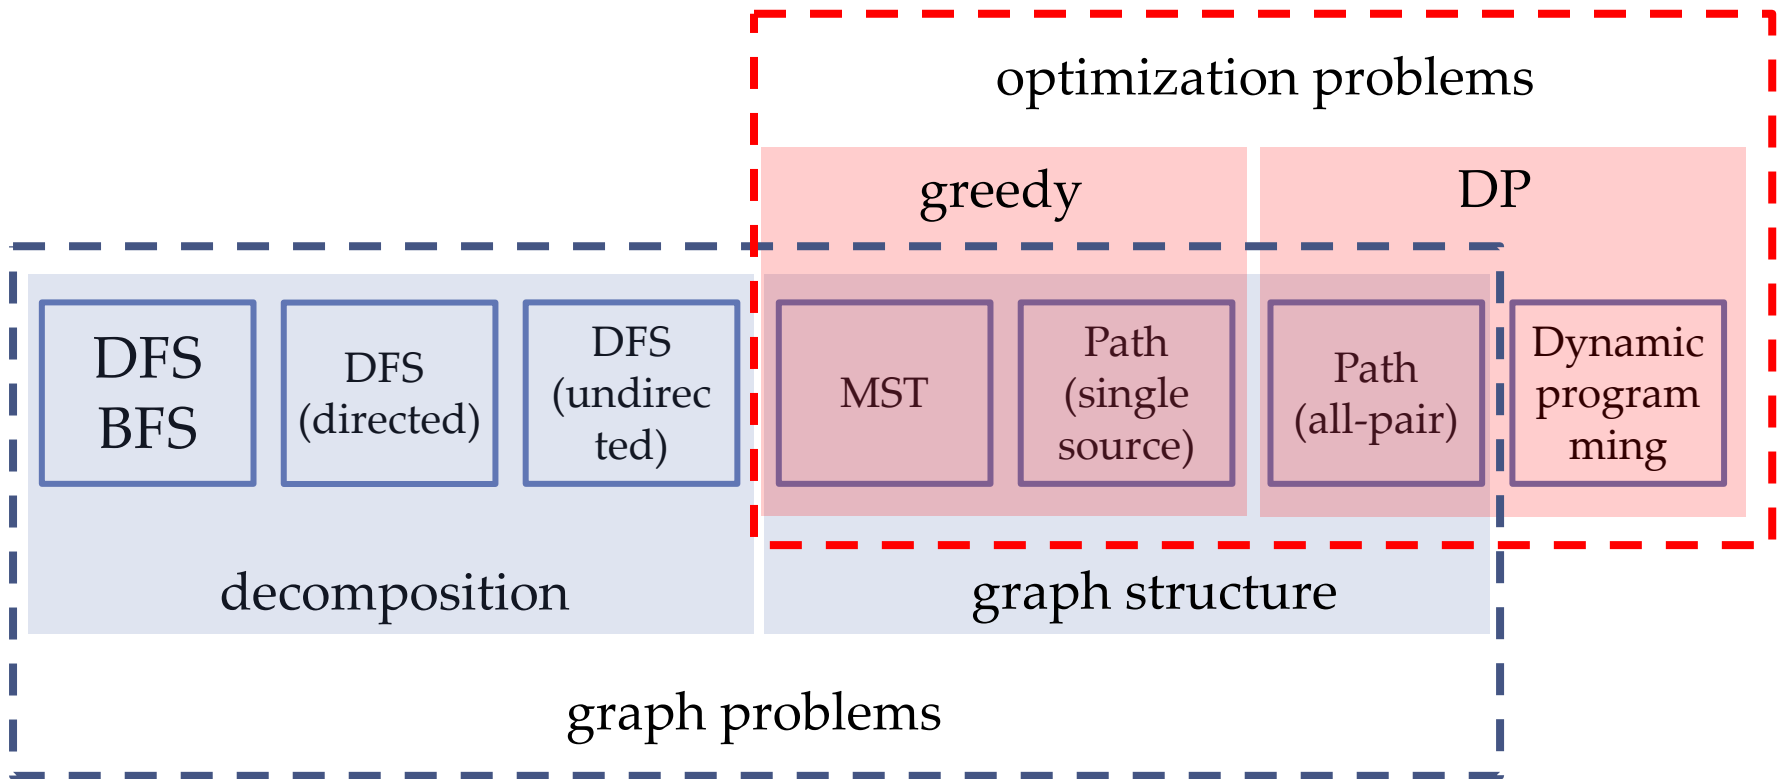 optimization problems
greedy
DP
DFS
BFS
DFS
(directed)
DFS
(undirec
ted)
MST
Path
(single
source)
Path
(all-pair)
Dynamic
program
ming
decomposition
graph structure
graph problems